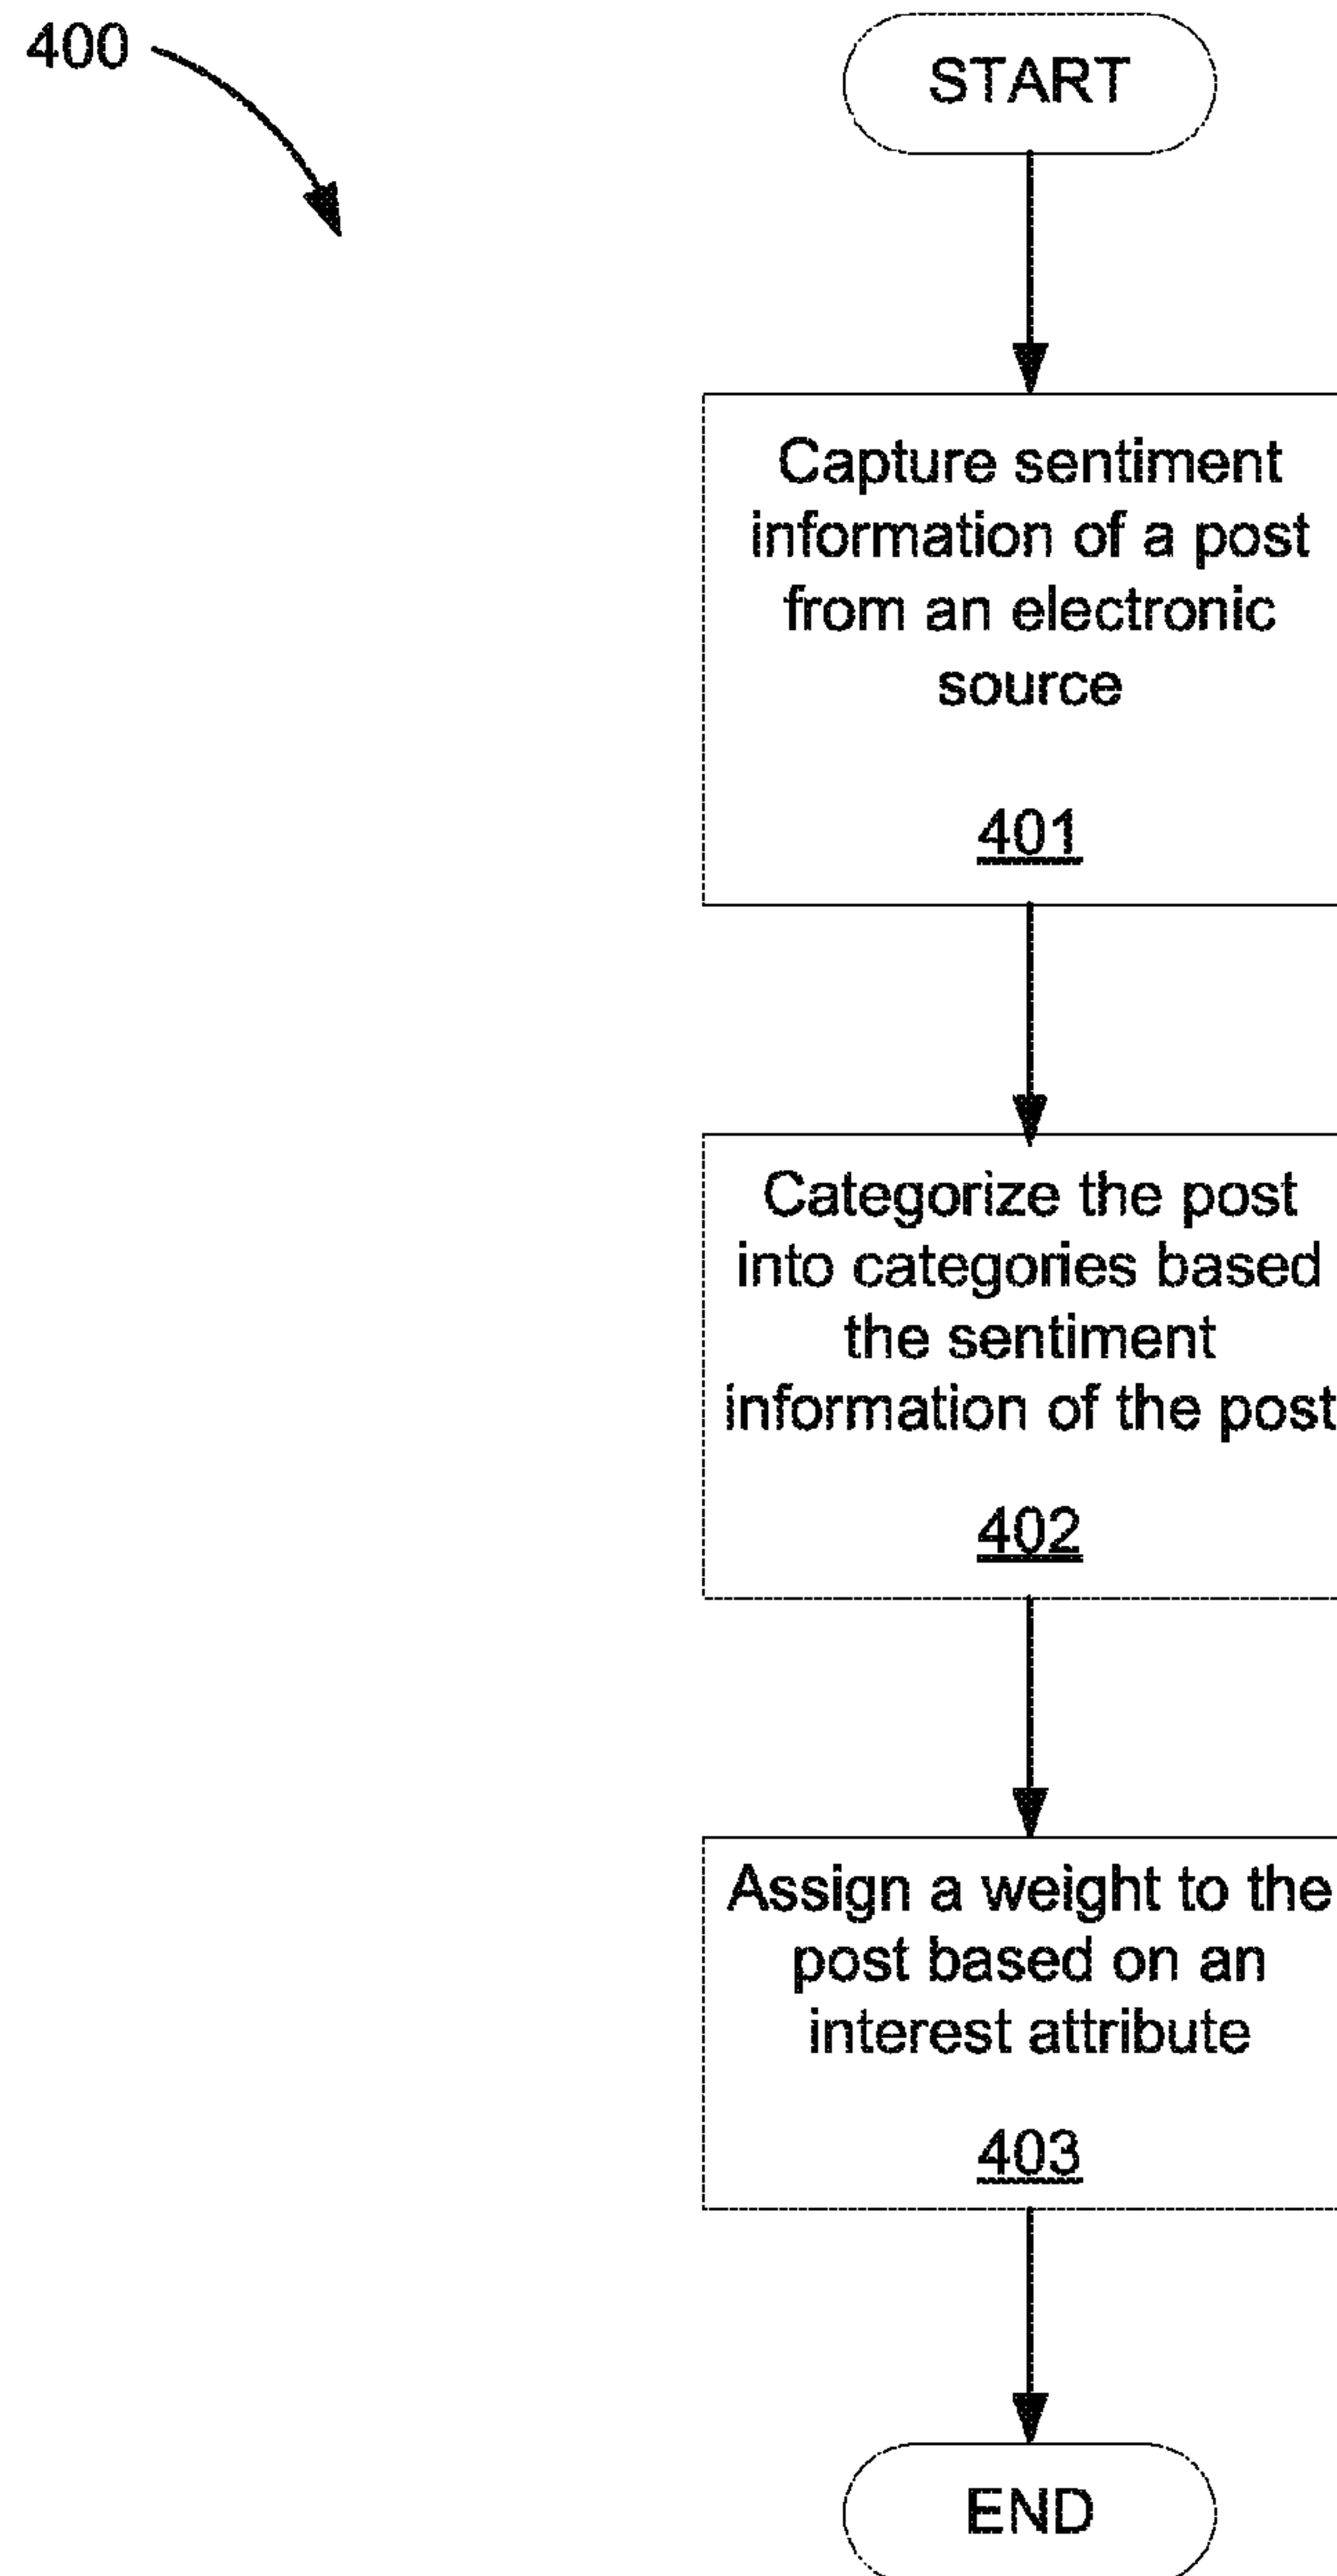 400
START
Capture sentiment
information of a post
from an electronic
source
401
Categorize the post
into categories based
the sentiment
information of the post
402
Assign a weight to the
post based on an
interest attribute
403
END